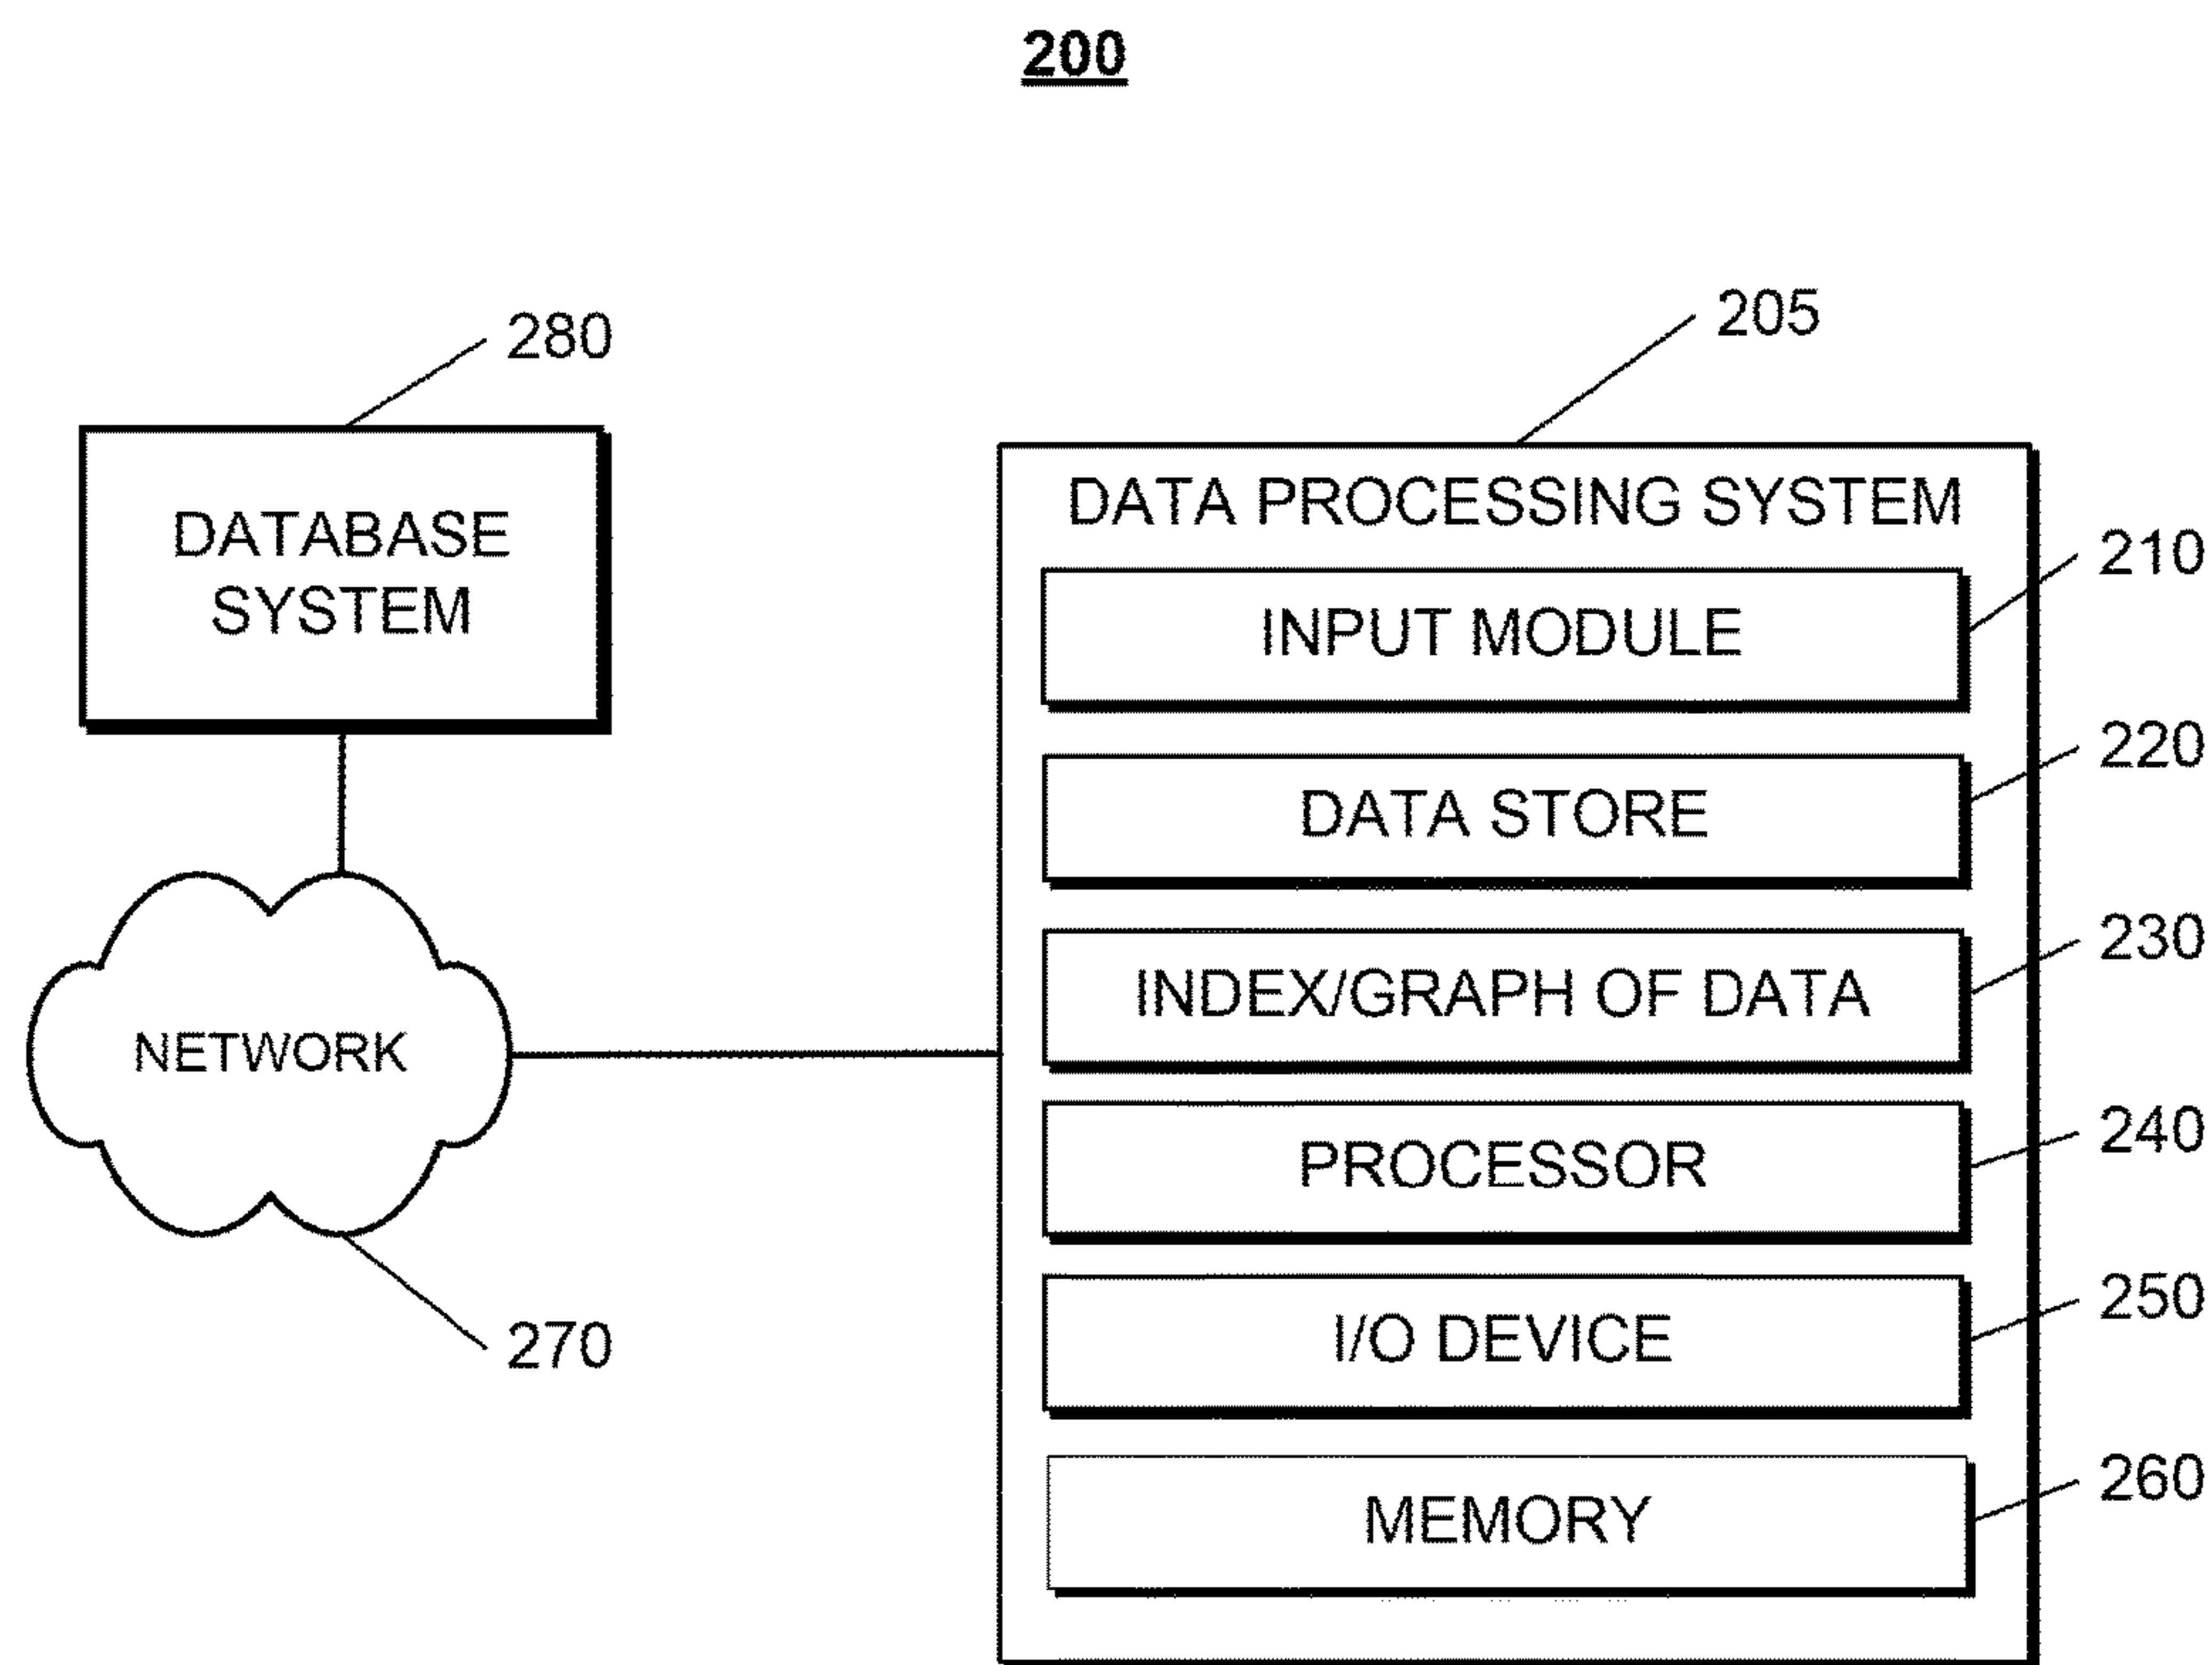 200
280
205
DATABASE
SYSTEM
DATA PROCESSING SYSTEM
210
INPUT MODULE
220
DATA STORE
230
INDEX/GRAPH OF DATA
NETWORK
240
PROCESSOR
250
I/O DEVICE
270
260
MEMORY